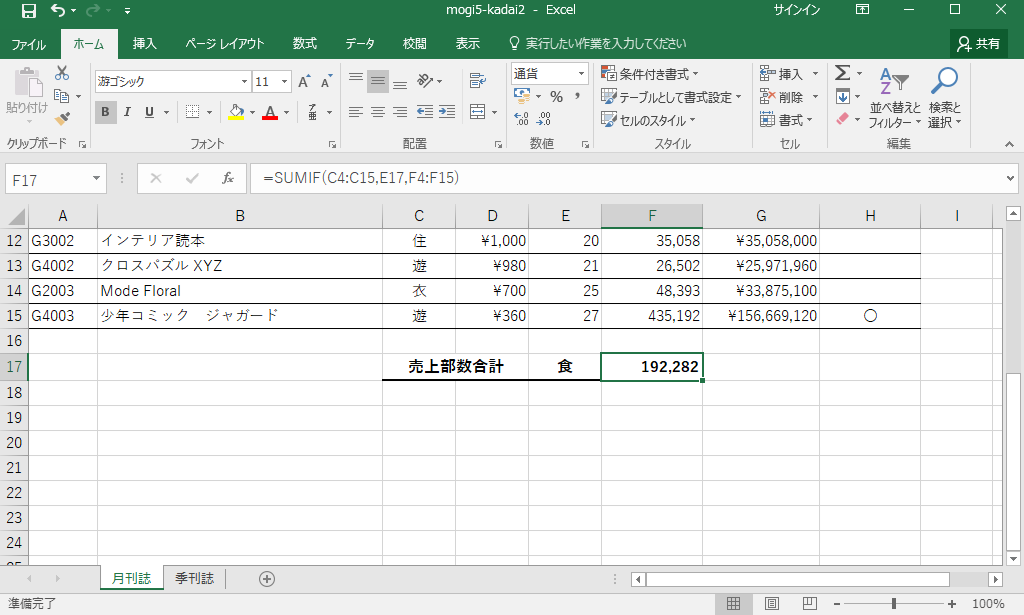 mogi5-kadai2 - Excel サインイン
ファイル ホーム 挿入 ページ レイアウト 数式 データ 校閲 表示 実行したい作業を入力してください 共有
貼り付け 游ゴシック 11 A A 通貨 条件付き書式 挿入 Σ
B I U A % , テーブルとして書式設定 削除 並べ替えと フィルター 検索と 選択
セルのスタイル 書式
クリップボード フォント 配置 数値 スタイル セル 編集
F17 fx =SUMIF(C4:C15,E17,F4:F15)
A B C D E F G H I
12 G3002 インテリア読本 住 ¥1,000 20 35,058 ¥35,058,000
13 G4002 クロスパズル XYZ 遊 ¥980 21 26,502 ¥25,971,960
14 G2003 Mode Floral 衣 ¥700 25 48,393 ¥33,875,100
15 G4003 少年コミック　ジャガード 遊 ¥360 27 435,192 ¥156,669,120 〇
16
17 売上部数合計 食 192,282
18
19
20
21
22
23
24
月刊誌 季刊誌
準備完了 100%